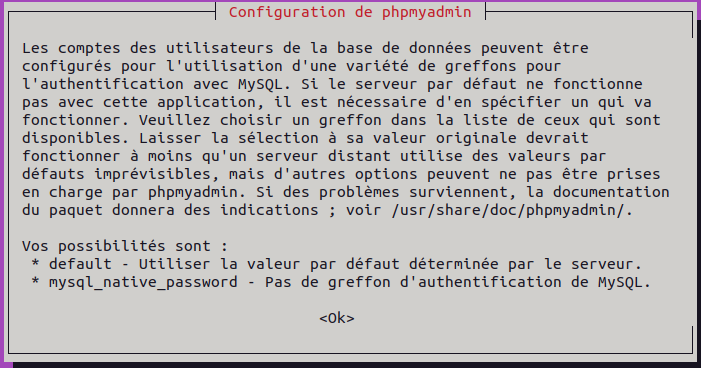 Configuration de phpmyadmin
Les comptes des utilisateurs de la base de données peuvent être
configurés pour l'utilisation d'une variété de greffons pour
l'authentification avec MySQL. Si le serveur par défaut ne fonctionne
pas avec cette application, il est nécessaire d'en spécifier un qui va
fonctionner. Veuillez choisir un greffon dans la liste de ceux qui sont
disponibles. Laisser la sélection à sa valeur originale devrait
fonctionner à moins qu'un serveur distant utilise des valeurs par
défauts imprévisibles, mais d'autres options peuvent ne pas être prises
en charge par phpmyadmin. Si des problèmes surviennent, la documentation
du paquet donnera des indications ; voir /usr/share/doc/phpmyadmin/.
Vos possibilités sont :
* default - Utiliser la valeur par défaut déterminée par le serveur.
* mysql_native_password - Pas de greffon d'authentification de MySQL.
<Ok>